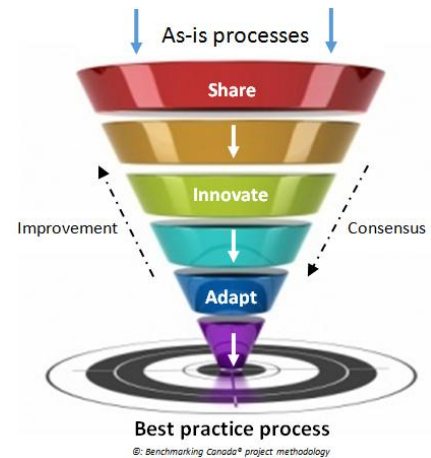 As-is processes
Share
Innovate
Improvement
Consensus
Adapt
Best practice process
©: Benchmarking Canada® project methodology